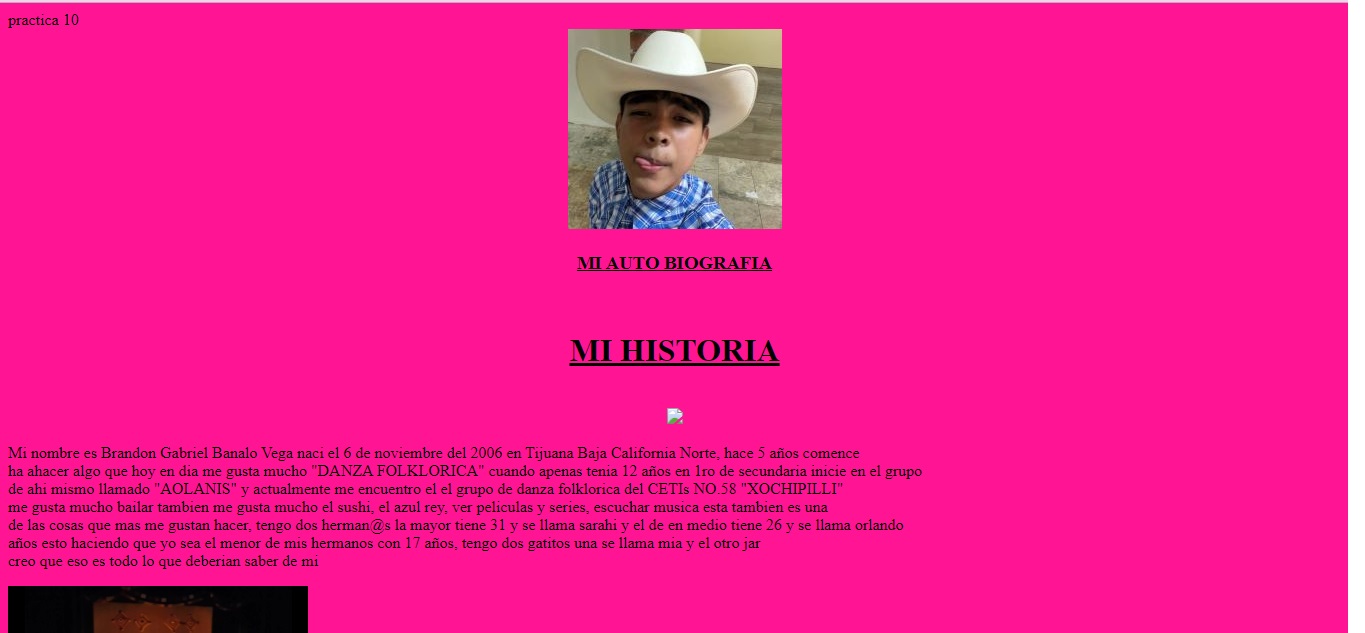 practica 10
MI AUTO BIOGRAFIA
MI HISTORIA
Mi nombre es Brandon Gabriel Banalo Vega naci el 6 de noviembre del 2006 en Tijuana Baja California Norte, hace 5 años comence
ha ahacer algo que hoy en dia me gusta mucho "DANZA FOLKLORICA" cuando apenas tenia 12 años en 1ro de secundaria inicie en el grupo
de ahi mismo llamado "AOLANIS" y actualmente me encuentro el el grupo de danza folklorica del CETIs NO.58 "XOCHIPILLI"
me gusta mucho bailar tambien me gusta mucho el sushi, el azul rey, ver peliculas y series, escuchar musica esta tambien es una
de las cosas que mas me gustan hacer, tengo dos herman@s la mayor tiene 31 y se llama sarahi y el de en medio tiene 26 y se llama orlando
años esto haciendo que yo sea el menor de mis hermanos con 17 años, tengo dos gatitos una se llama mia y el otro jar
creo que eso es todo lo que deberian saber de mi